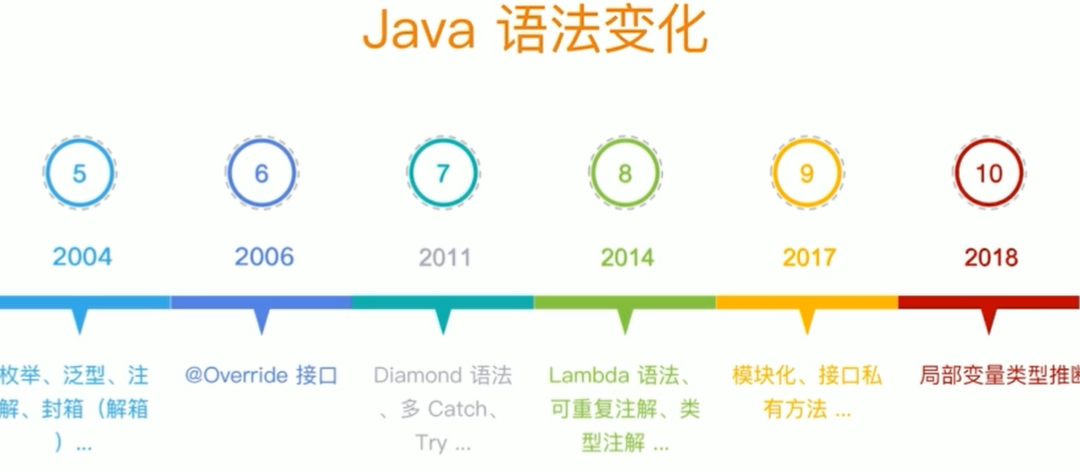 Java 语法变化
5
6
7
8
9
10
2004
2006
2011
2014
2017
2018
枚举、泛型、注
解、封箱（解箱
）...
@Override 接口
Diamond 语法
、多 Catch、
Try ...
Lambda 语法、
可重复注解、类
型注解 ...
模块化、接口私
有方法 ...
局部变量类型推断